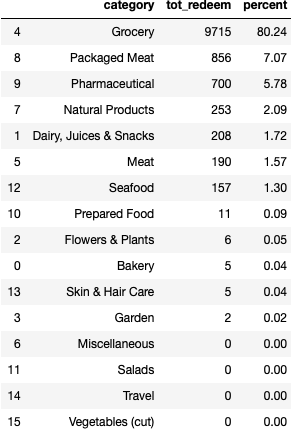 category tot_redeem percent
4 Grocery 9715 80.24
8 Packaged Meat 856 7.07
9 Pharmaceutical 700 5.78
7 Natural Products 253 2.09
1 Dairy, Juices & Snacks 208 1.72
5 Meat 190 1.57
12 Seafood 157 1.30
10 Prepared Food 11 0.09
2 Flowers & Plants 6 0.05
0 Bakery 5 0.04
13 Skin & Hair Care 5 0.04
3 Garden 2 0.02
6 Miscellaneous 0 0.00
11 Salads 0 0.00
14 Travel 0 0.00
15 Vegetables (cut) 0 0.00